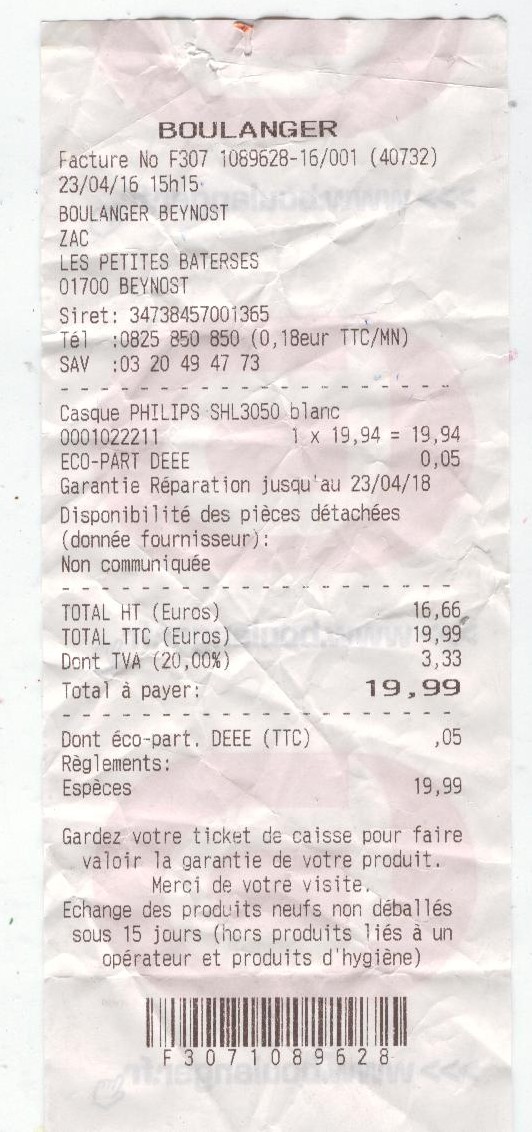 BOULANGER
Facture No F307 1089628-16/001 (40732)
23/04/16 15h15
BOULANGER BEYNOST
ZAC
LES PETITES BATERSES
01700 BEYNOST
Siret: 34738457001365
Tél :0825 850 850 (0,18eur TTC/MN)
SAV :03 20 49 47 73
Casque PHILIPS SHL3050 blanc
0001022211 1 x 19,94 = 19,94
ECO-PART DEEE 0,05
Garantie Réparation jusqu'au 23/04/18
Disponibilité des pièces détachées
(donnée fournisseur):
Non communiquée
TOTAL HT (Euros) 16,66
TOTAL TTC (Euros) 19,99
Dont TVA (20,00%) 3,33
Total à payer: 19,99
Dont éco-part. DEEE (TTC) ,05
Règlements:
Espèces 19,99
Gardez votre ticket de caisse pour faire
valoir la garantie de votre produit.
Merci de votre visite.
Echange des produits neufs non déballés
sous 15 jours (hors produits liés à un
opérateur et produits d'hygiène)
F3071089628